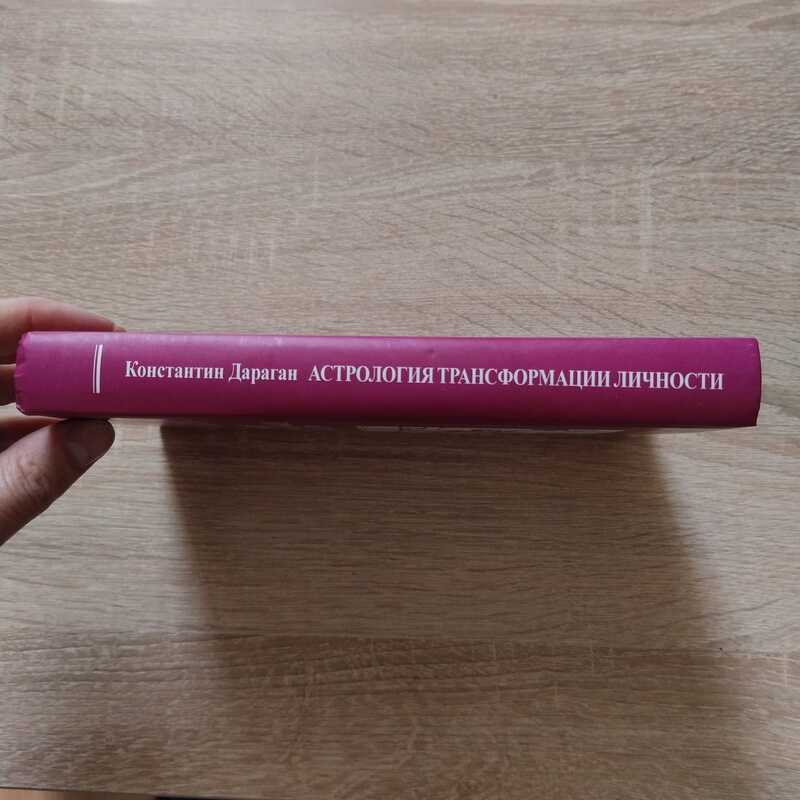 Константин Дараган АСТРОЛОГИЯ ТРАНСФОРМАЦИИ ЛИЧНОСТИ